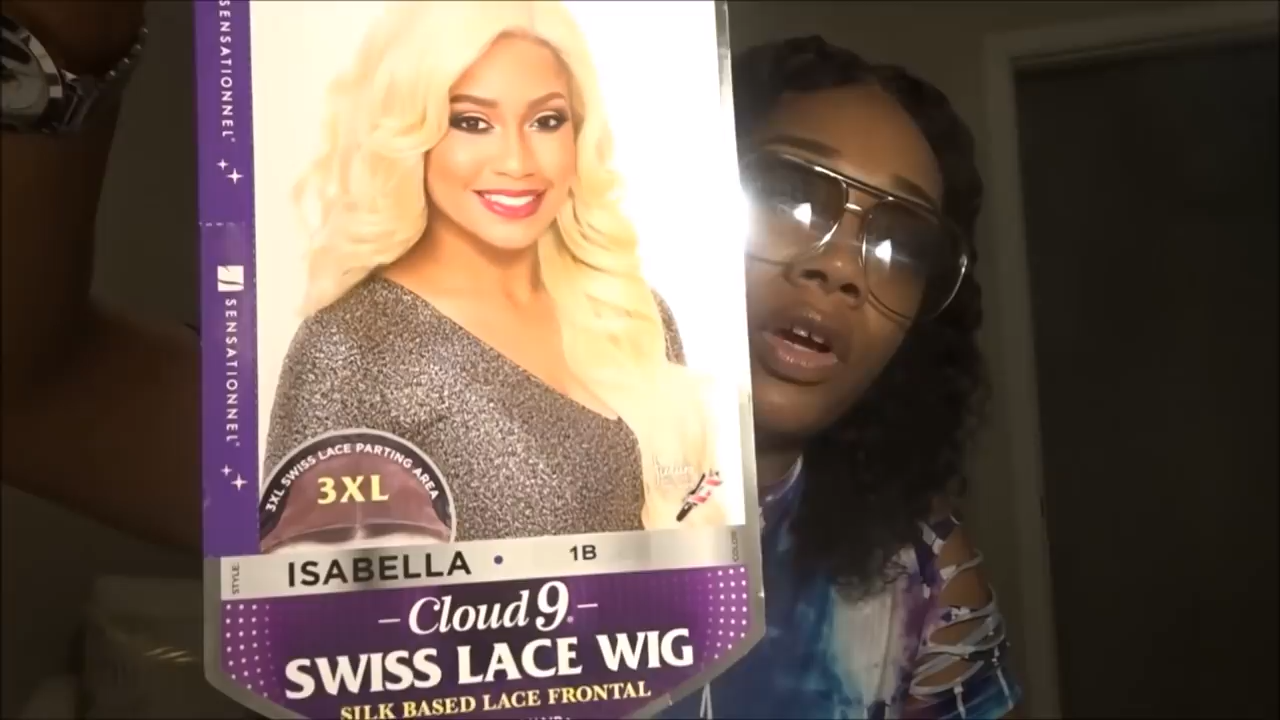 SENSATIONNEL®
SENSATIONNEL®
3XL SWISS LACE PARTING AREA
3XL
STYLE
ISABELLA • 1B
COLOR
– Cloud 9® –
SWISS LACE WIG
SILK BASED LACE FRONTAL